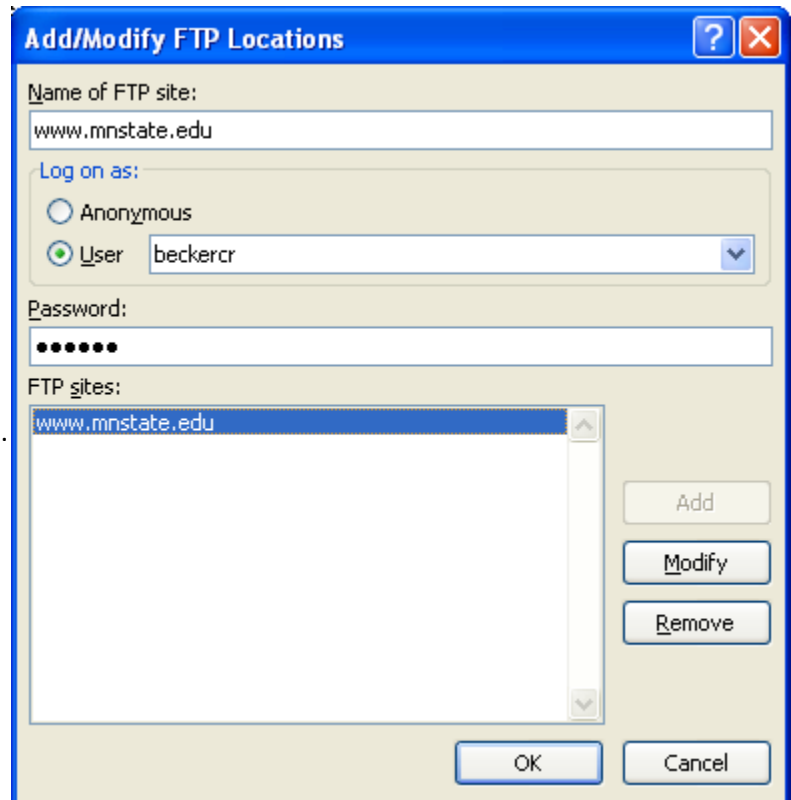 Add/Modify FTP Locations
Name of FTP site:
www.mnstate.edu
Log on as:
Anonymous
User beckercr
Password:
●●●●●●
FTP sites:
www.mnstate.edu
.
Add
Modify
Remove
OK Cancel